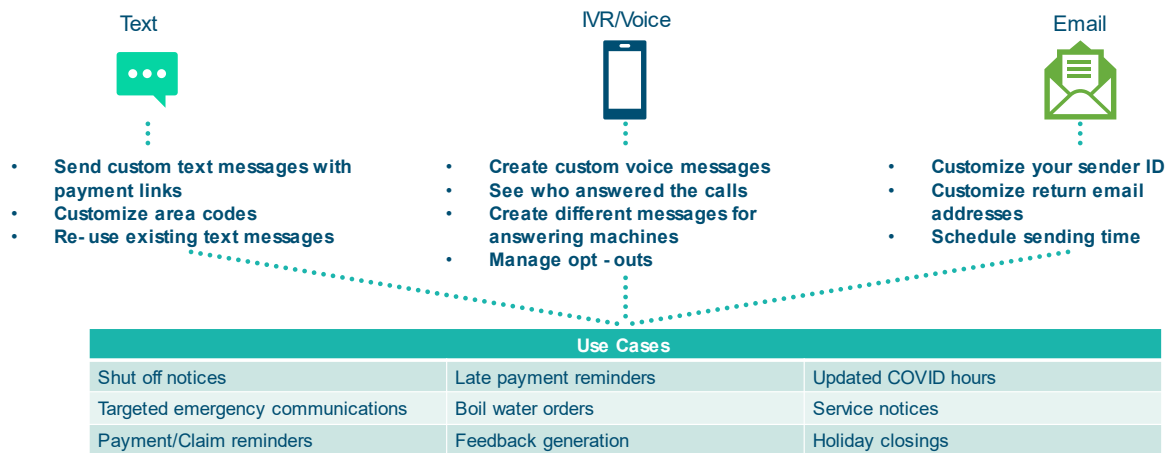 Text
• Send custom text messages with
payment links
• Customize area codes
• Re- use existing text messages
IVR/Voice
• Create custom voice messages
• See who answered the calls
• Create different messages for
answering machines
• Manage opt - outs
Email
• Customize your sender ID
• Customize return email
addresses
• Schedule sending time
Use Cases
Shut off notices Late payment reminders Updated COVID hours
Targeted emergency communications Boil water orders Service notices
Payment/Claim reminders Feedback generation Holiday closings